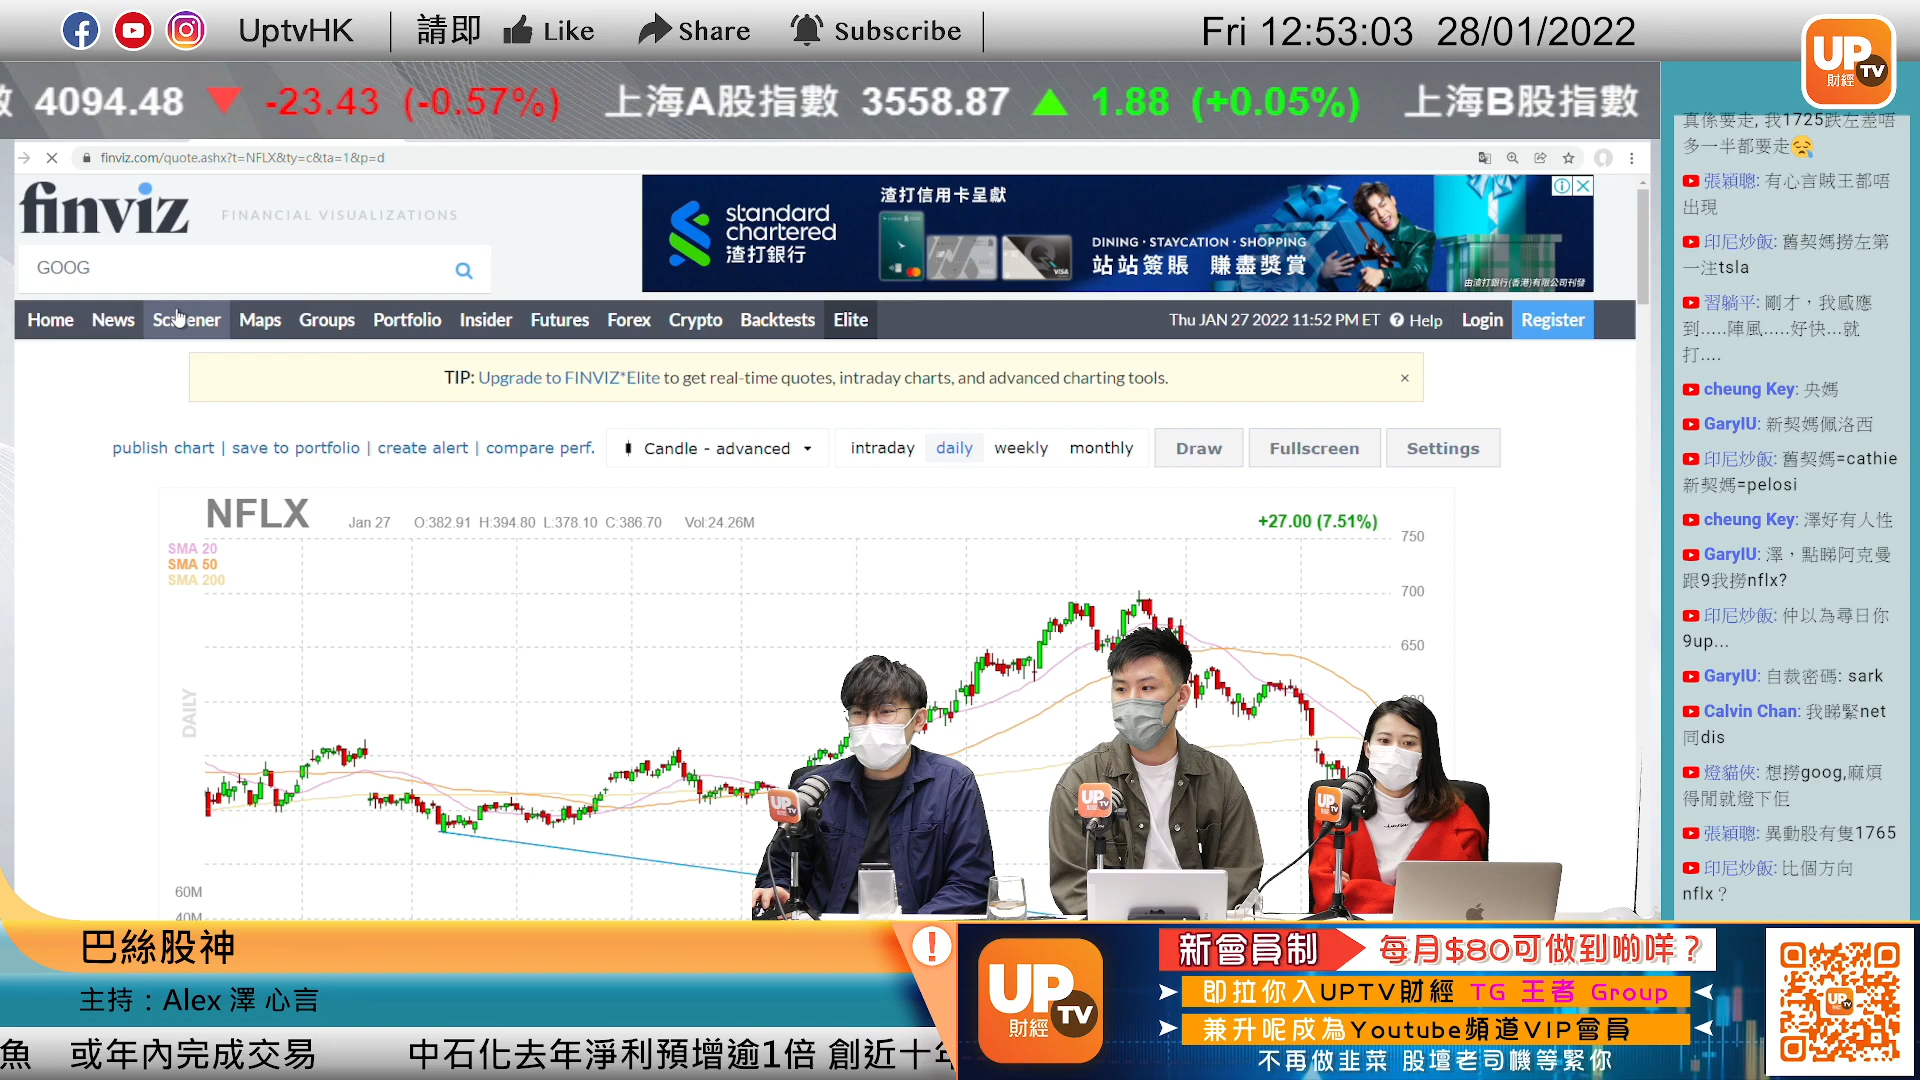 UptvHK
請即 Like Share Subscribe
Fri 12:53:03 28/01/2022
UP TV 財經
4094.48 ▼ -23.43 (-0.57%) 上海A股指數 3558.87 ▲ 1.88 (+0.05%) 上海B股指數
finviz.com/quote.ashx?t=NFLX&ty=c&ta=1&p=d
finviz FINANCIAL VISUALIZATIONS
GOOG
standard chartered 渣打銀行
渣打信用卡呈獻
DINING · STAYCATION · SHOPPING
站站簽賬 賺盡獎賞
由渣打銀行(香港)有限公司刊發
Home News Screener Maps Groups Portfolio Insider Futures Forex Crypto Backtests Elite
Thu JAN 27 2022 11:52 PM ET Help Login Register
TIP: Upgrade to FINVIZ*Elite to get real-time quotes, intraday charts, and advanced charting tools. ×
publish chart | save to portfolio | create alert | compare perf.
Candle - advanced intraday daily weekly monthly Draw Fullscreen Settings
NFLX Jan 27 O:382.91 H:394.80 L:378.10 C:386.70 Vol:24.26M +27.00 (7.51%)
SMA 20
SMA 50
SMA 200
750
700
650
DAILY
60M
40M
真係要走, 我1725跌左差唔
多一半都要走
張穎聰: 有心言賊王都唔
出現
印尼炒飯: 舊契媽撈左第
一注tsla
習躺平: 剛才，我感應
到.....陣風.....好快...就
打....
cheung Key: 央媽
GaryIU: 新契媽佩洛西
印尼炒飯: 舊契媽=cathie
新契媽=pelosi
cheung Key: 澤好有人性
GaryIU: 澤，點睇阿克曼
跟9我撈nflx?
印尼炒飯: 仲以為尋日你
9up...
GaryIU: 自裁密碼: sark
Calvin Chan: 我睇緊net
同dis
燈貓俠: 想撈goog,麻煩
得閒就燈下佢
張穎聰: 異動股有隻1765
印尼炒飯: 比個方向
nflx？
巴絲股神
主持：Alex 澤 心言
魚 或年內完成交易 中石化去年淨利預增逾1倍 創近十年
UP TV 財經
新會員制 每月$80可做到啲咩？
即拉你入UPTV財經 TG 王者 Group
兼升呢成為Youtube頻道VIP會員
不再做韭菜 股壇老司機等緊你